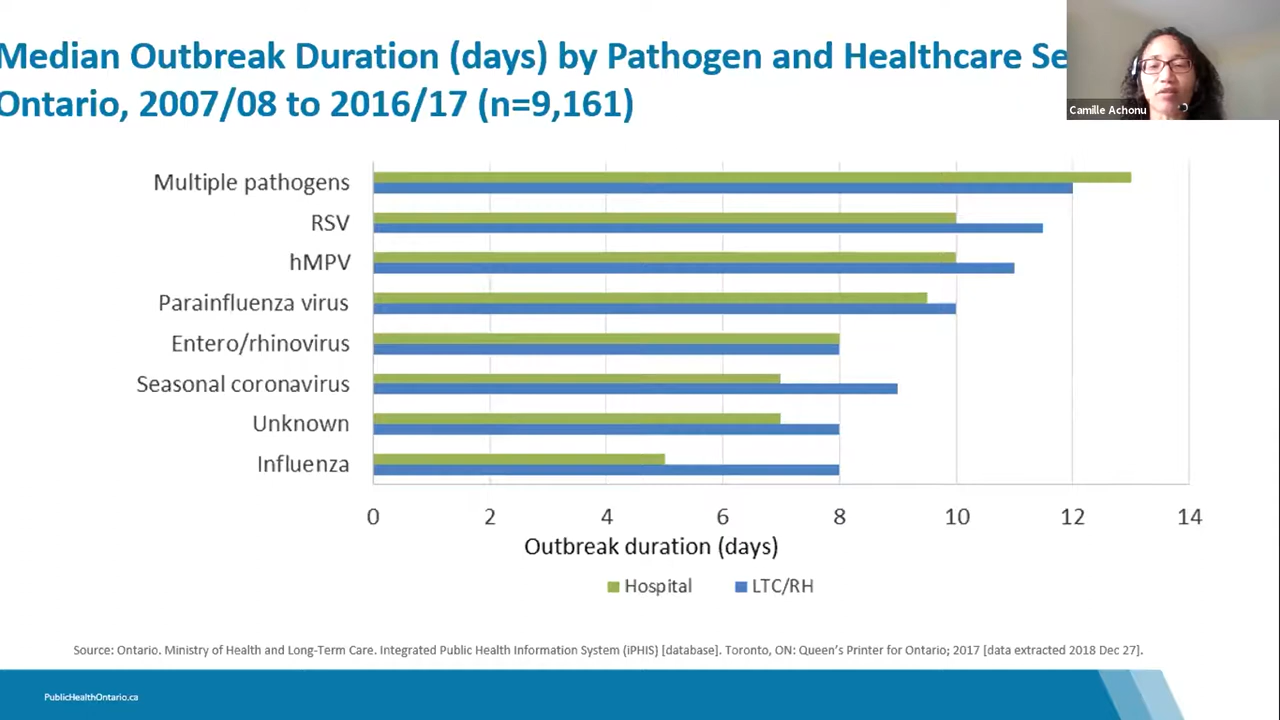 Median Outbreak Duration (days) by Pathogen and Healthcare
Ontario, 2007/08 to 2016/17 (n=9,161)
Camille Achonu
Multiple pathogens
RSV
hMPV
Parainfluenza virus
Entero/rhinovirus
Seasonal coronavirus
Unknown
Influenza
0 2 4 6 8 10 12 14
Outbreak duration (days)
Hospital LTC/RH
Source: Ontario. Ministry of Health and Long-Term Care. Integrated Public Health Information System (iPHIS) [database]. Toronto, ON: Queen's Printer for Ontario; 2017 [data extracted 2018 Dec 27].
PublicHealthOntario.ca